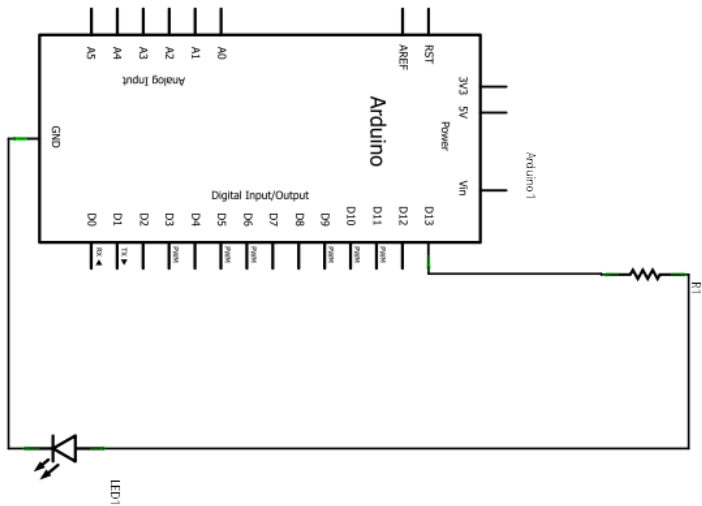 A5
A4
A3
A2
A1
A0
AREF
RST
Analog Input
3V3
5V
Power
Vin
Arduino
Arduino1
GND
Digital Input/Output
D0
D1
D2
D3
D4
D5
D6
D7
D8
D9
D10
D11
D12
D13
RX ◀
TX ▶
PWM
PWM
PWM
PWM
PWM
PWM
R1
LED1